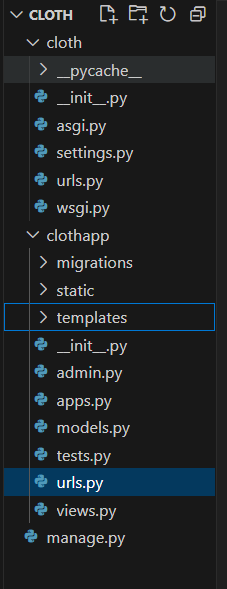 CLOTH
cloth
__pycache__
__init__.py
asgi.py
settings.py
urls.py
wsgi.py
clothapp
migrations
static
templates
__init__.py
admin.py
apps.py
models.py
tests.py
urls.py
views.py
manage.py